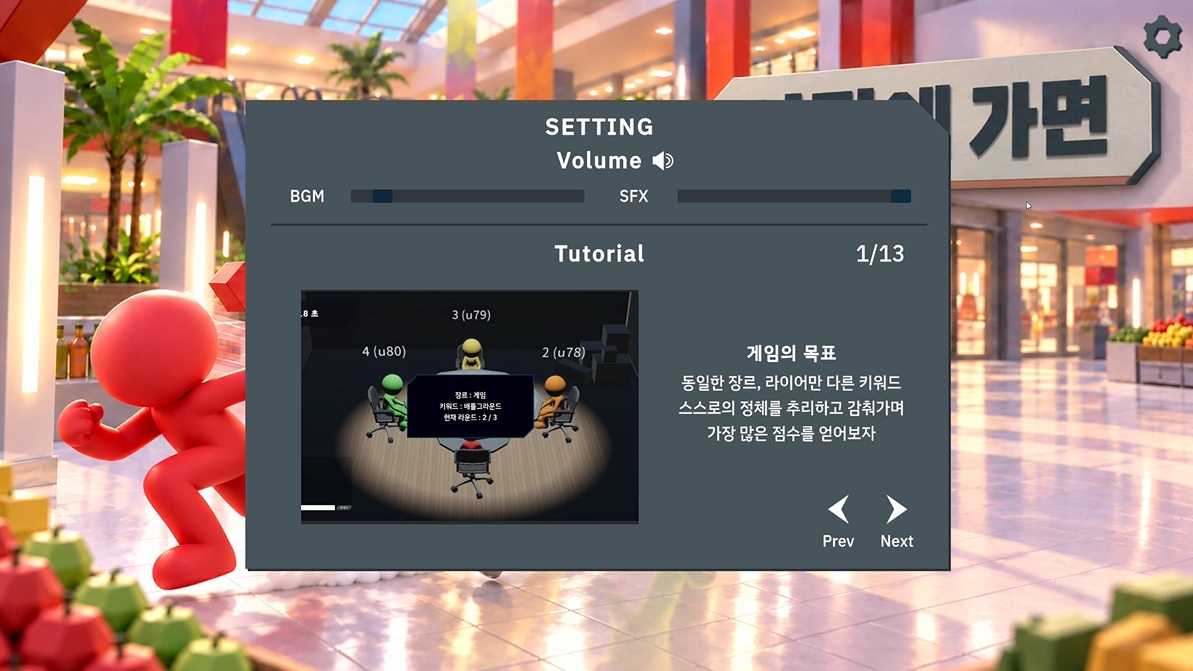 가면
SETTING
Volume
BGM
SFX
Tutorial
1/13
.8 초
3 (u79)
4 (u80)
2 (u78)
장르 : 게임
키워드 : 배틀그라운드
현재 라운드 : 2 / 3
게임의 목표
동일한 장르, 라이어만 다른 키워드
스스로의 정체를 추리하고 감춰가며
가장 많은 점수를 얻어보자
Prev
Next